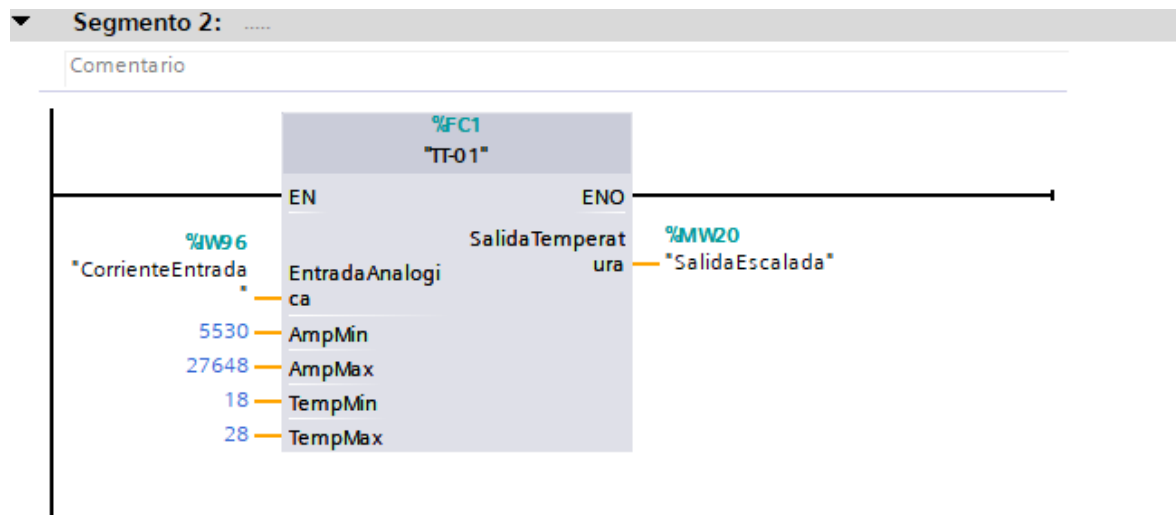 Segmento 2: .....
Comentario
%FC1
"TT-01"
EN ENO
%IW96
"CorrienteEntrada
"
EntradaAnalogi
ca
SalidaTemperat
ura
%MW20
"SalidaEscalada"
5530 AmpMin
27648 AmpMax
18 TempMin
28 TempMax